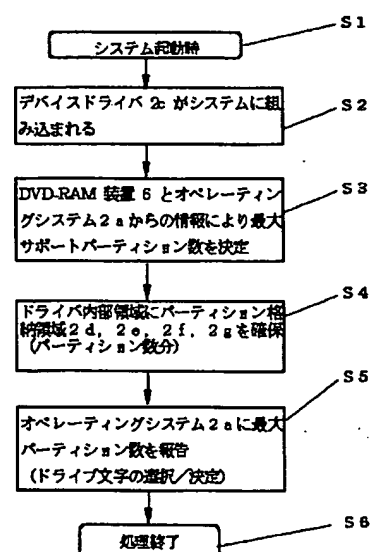 S1
システム起動時
S2
デバイスドライバ 2c がシステムに組
み込まれる
S3
DVD-RAM 装置 6 とオペレーティン
グシステム2aからの情報により最大
サポートパーティション数を決定
S4
ドライバ内部領域にパーティション格
納領域2d, 2e, 2f, 2gを確保
(パーティション数分)
S5
オペレーティングシステム2aに最大
パーティション数を報告
(ドライブ文字の選択/決定)
S6
処理終了